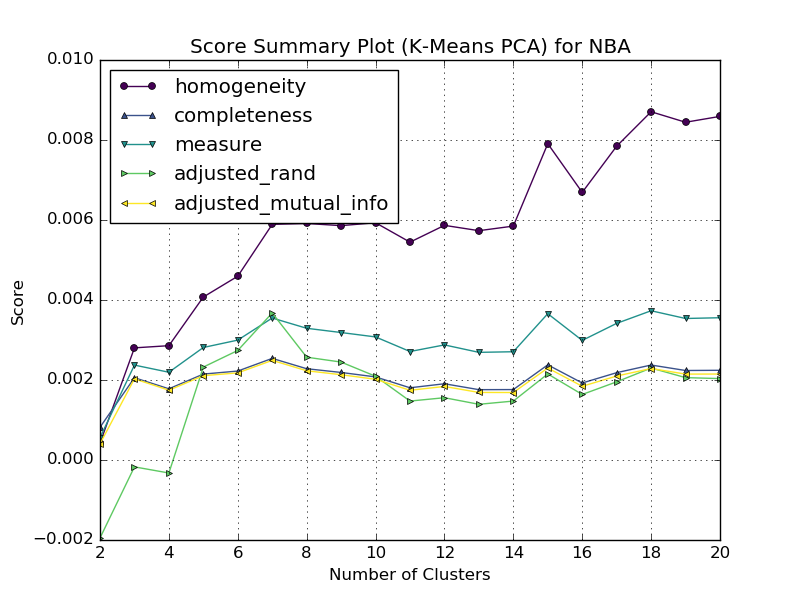 Score Summary Plot (K-Means PCA) for NBA
0.010
0.008
0.006
0.004
0.002
0.000
−0.002
Score
homogeneity
completeness
measure
adjusted_rand
adjusted_mutual_info
2 4 6 8 10 12 14 16 18 20
Number of Clusters